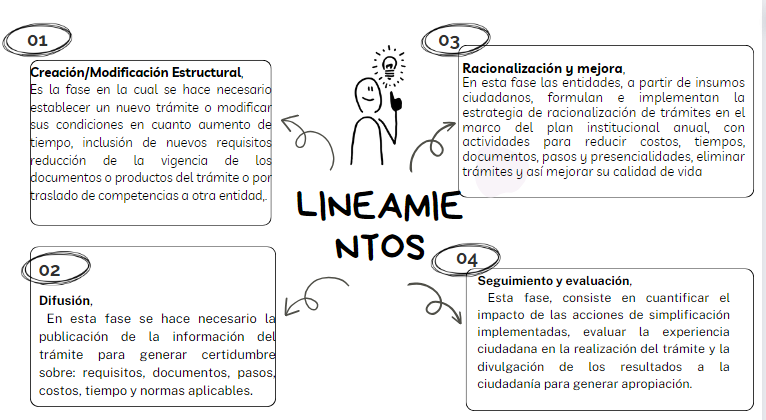 01
Creación/Modificación Estructural,
Es la fase en la cual se hace necesario
establecer un nuevo trámite o modificar
sus condiciones en cuanto aumento de
tiempo, inclusión de nuevos requisitos
reducción de la vigencia de los
documentos o productos del trámite o por
traslado de competencias a otra entidad,.
02
Difusión,
En esta fase se hace necesario la
publicación de la información del
trámite para generar certidumbre
sobre: requisitos, documentos, pasos,
costos, tiempo y normas aplicables.
LINEAMIE
NTOS
03
Racionalización y mejora,
En esta fase las entidades, a partir de insumos
ciudadanos, formulan e implementan la
estrategia de racionalización de trámites en el
marco del plan institucional anual, con
actividades para reducir costos, tiempos,
documentos, pasos y presencialidades, eliminar
trámites y así mejorar su calidad de vida
04
Seguimiento y evaluación,
Esta fase, consiste en cuantificar el
impacto de las acciones de simplificación
implementadas, evaluar la experiencia
ciudadana en la realización del trámite y la
divulgación de los resultados a la
ciudadanía para generar apropiación.